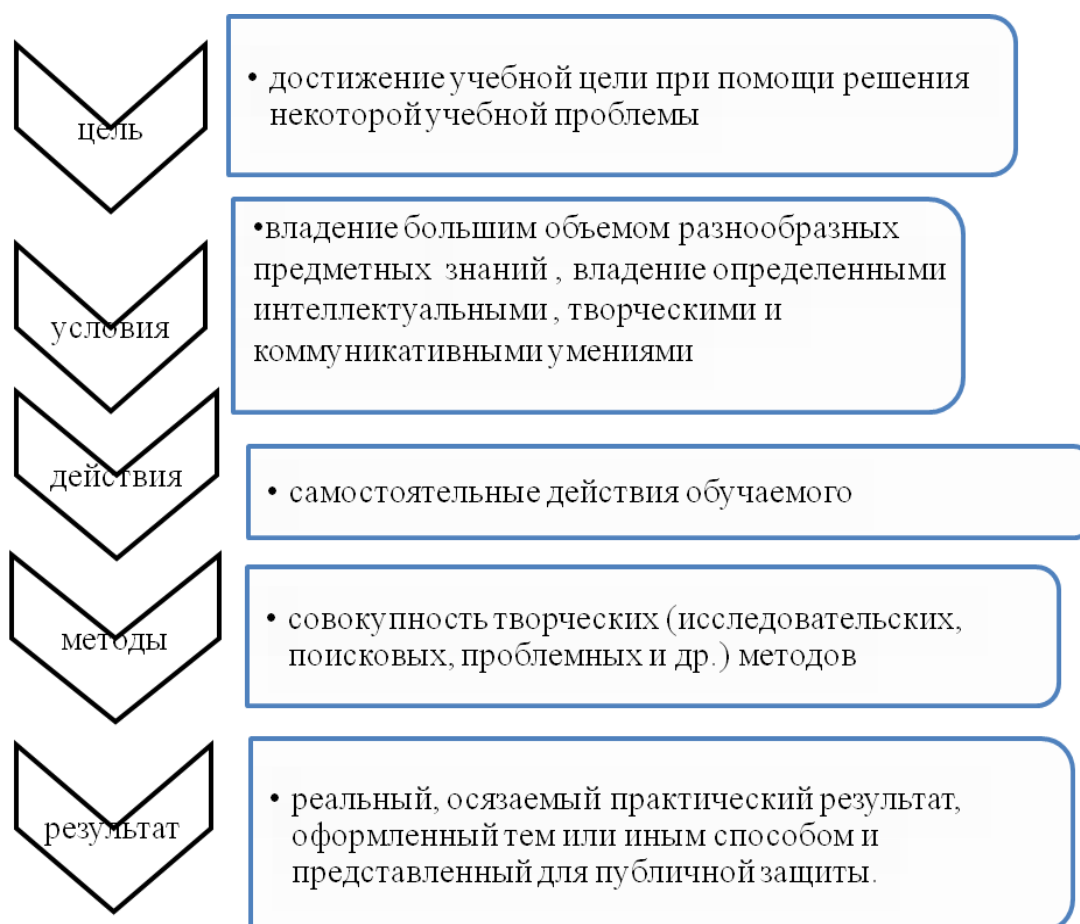 цель
• достижение учебной цели при помощи решения
некоторой учебной проблемы
условия
•владение большим объемом разнообразных
предметных знаний , владение определенными
интеллектуальными , творческими и
коммуникативными умениями
действия
• самостоятельные действия обучаемого
методы
• совокупность творческих (исследовательских,
поисковых, проблемных и др.) методов
результат
• реальный, осязаемый практический результат,
оформленный тем или иным способом и
представленный для публичной защиты.